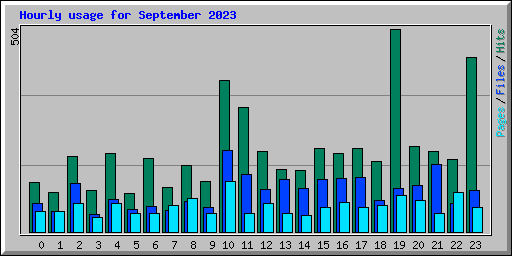 Hourly usage for September 2023
504
Pages/Files/Hits
0 1 2 3 4 5 6 7 8 9 10 11 12 13 14 15 16 17 18 19 20 21 22 23